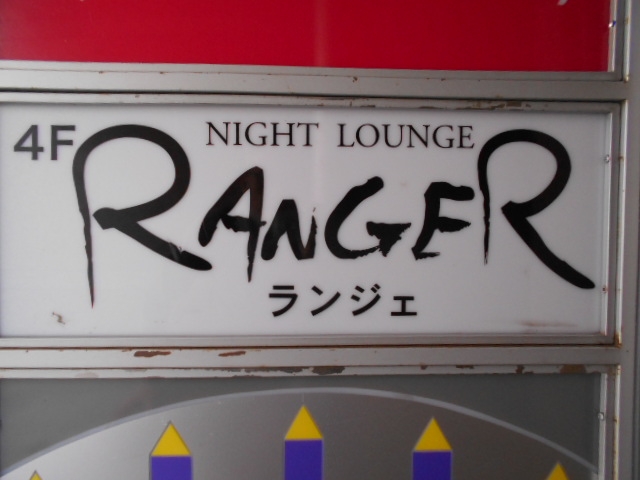 4F NIGHT LOUNGE
RANGER
ランジェ